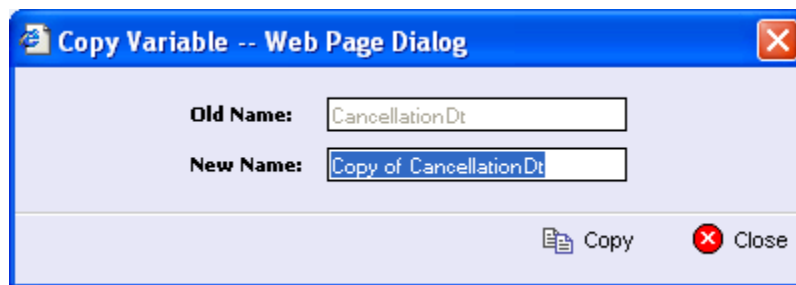 Copy Variable -- Web Page Dialog
Old Name: CancellationDt
New Name: Copy of CancellationDt
Copy Close